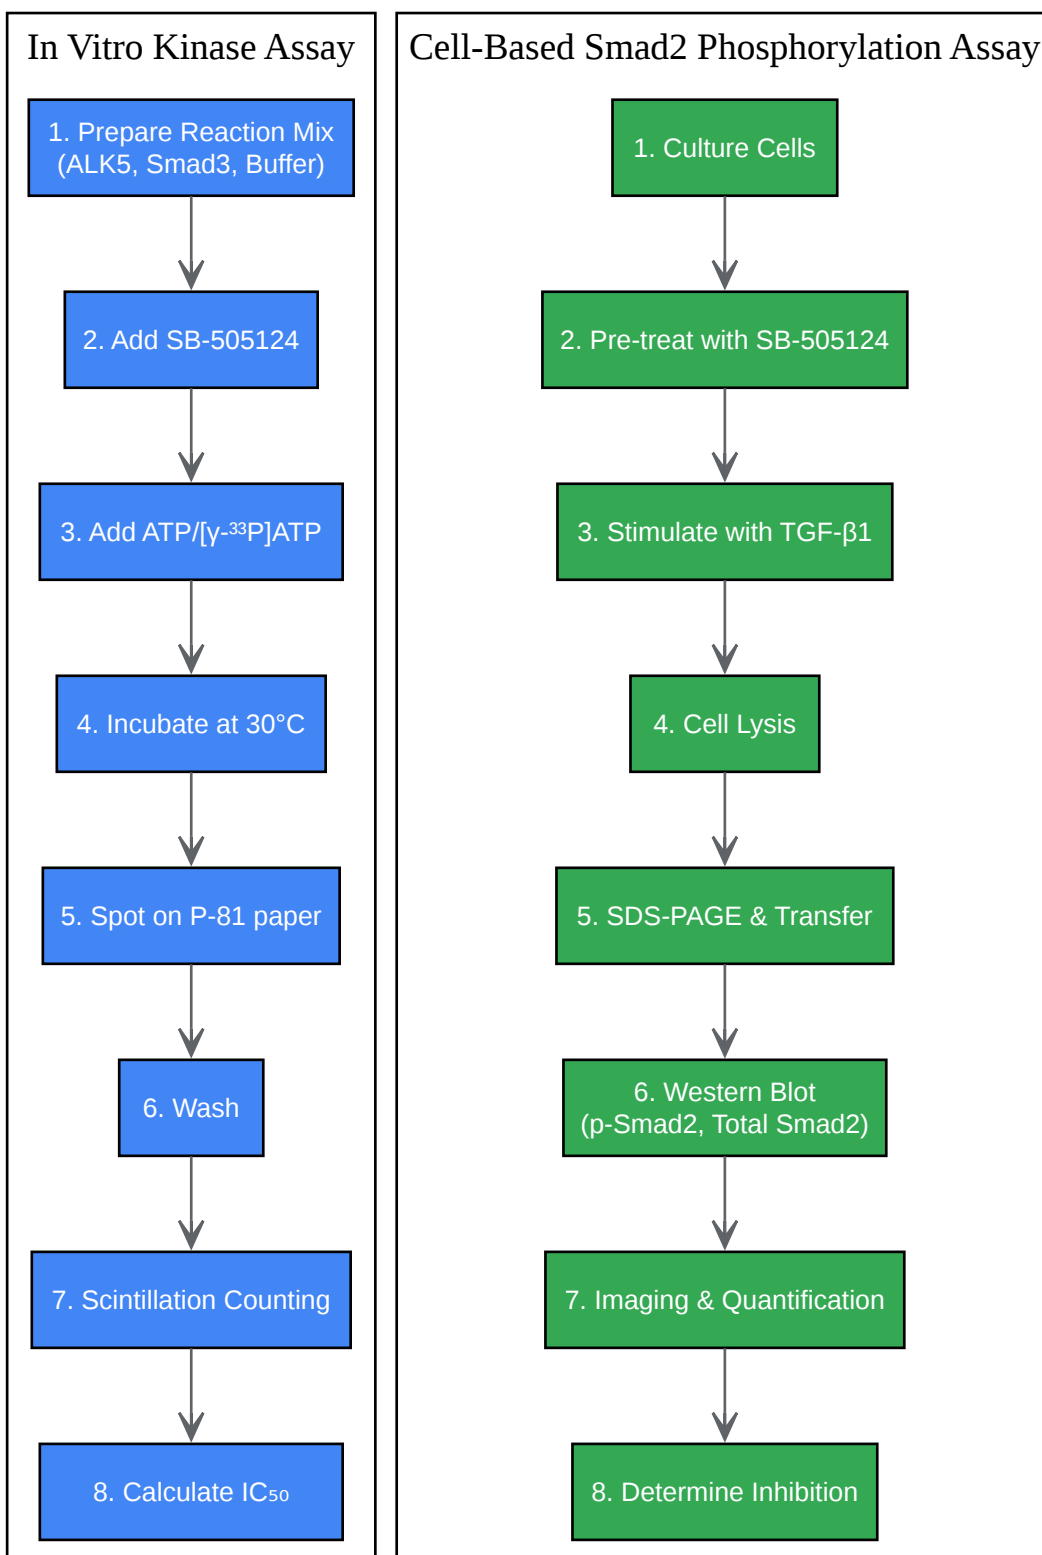 In Vitro Kinase Assay
1. Prepare Reaction Mix
(ALK5, Smad3, Buffer)
2. Add SB-505124
3. Add ATP/[γ-³³P]ATP
4. Incubate at 30°C
5. Spot on P-81 paper
6. Wash
7. Scintillation Counting
8. Calculate IC₅₀
Cell-Based Smad2 Phosphorylation Assay
1. Culture Cells
2. Pre-treat with SB-505124
3. Stimulate with TGF-β1
4. Cell Lysis
5. SDS-PAGE & Transfer
6. Western Blot
(p-Smad2, Total Smad2)
7. Imaging & Quantification
8. Determine Inhibition